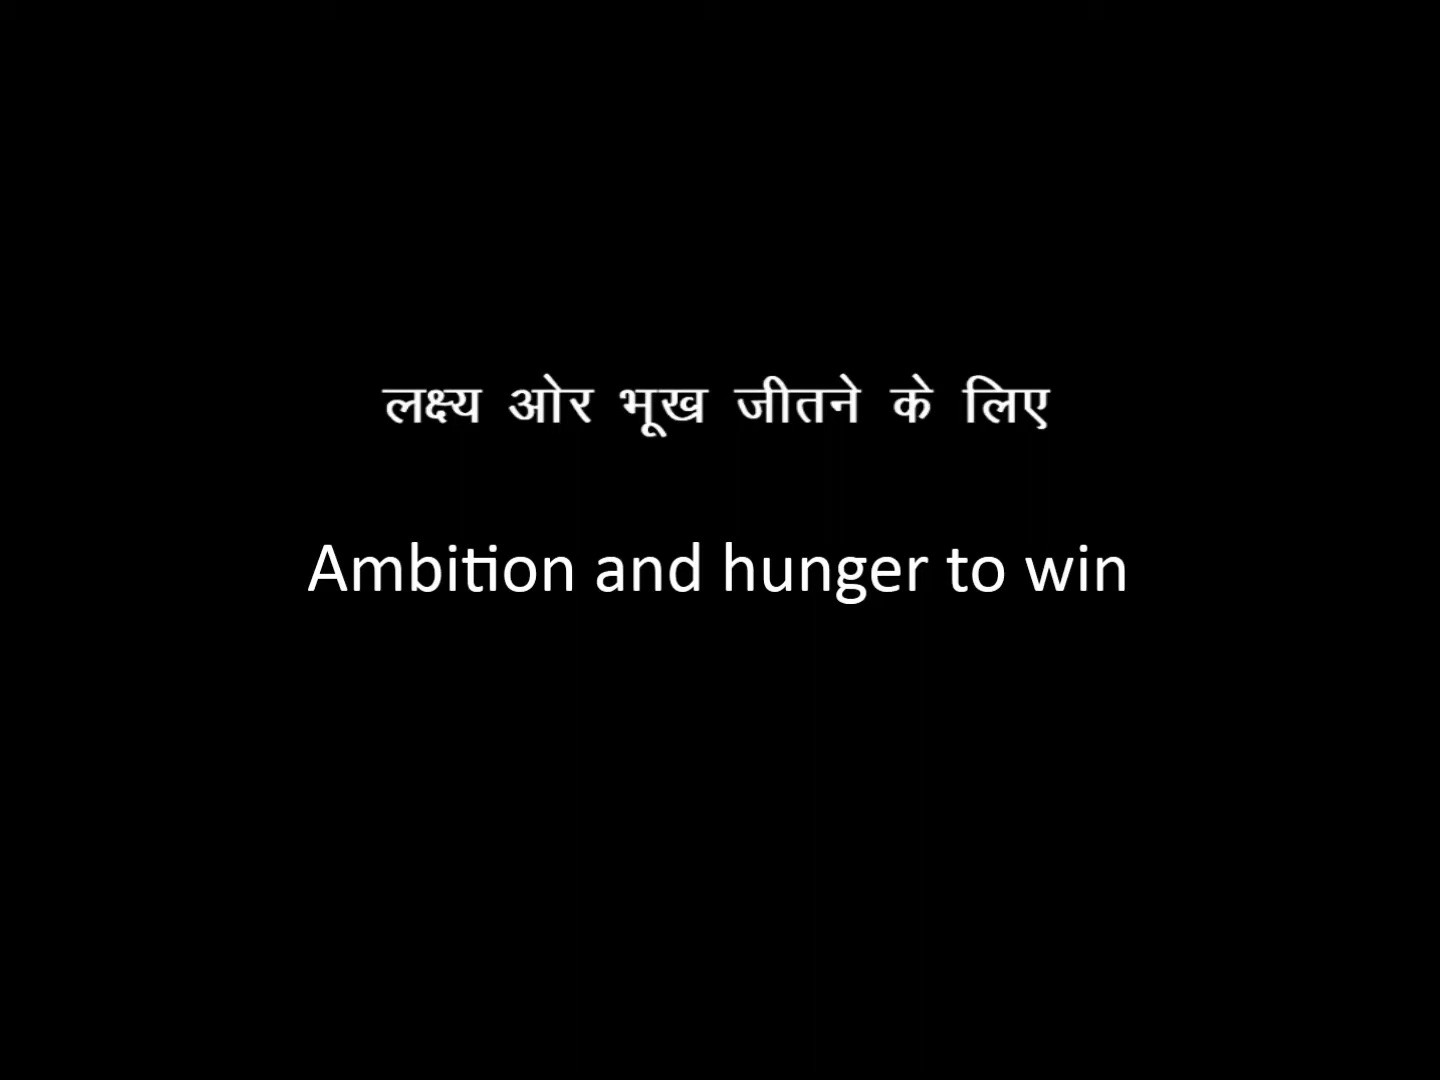 लक्ष्य ओर भूख जीतने के लिए
Ambition and hunger to win